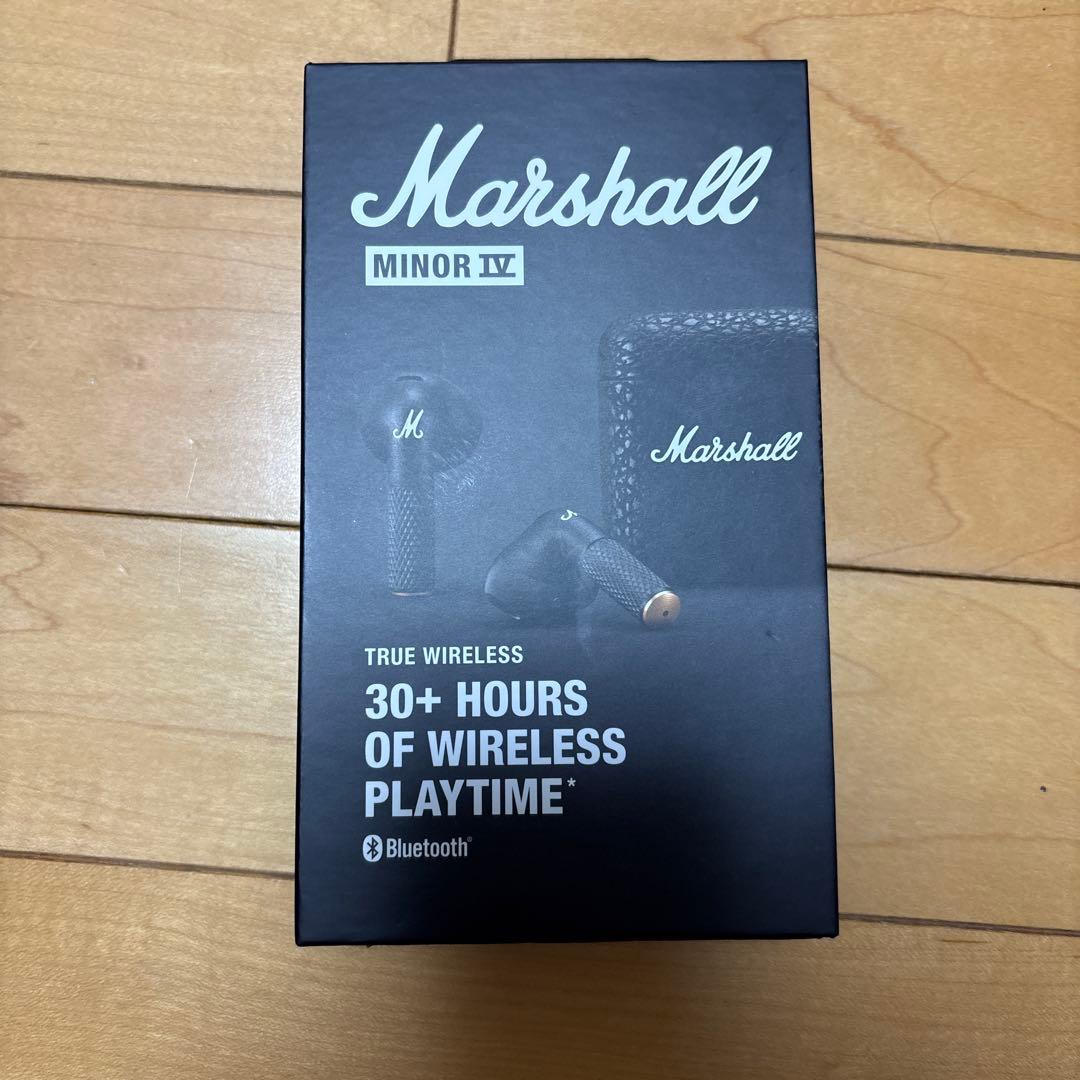 Marshall
MINOR IV
M
Marshall
TRUE WIRELESS
30+ HOURS
OF WIRELESS
PLAYTIME*
Bluetooth®